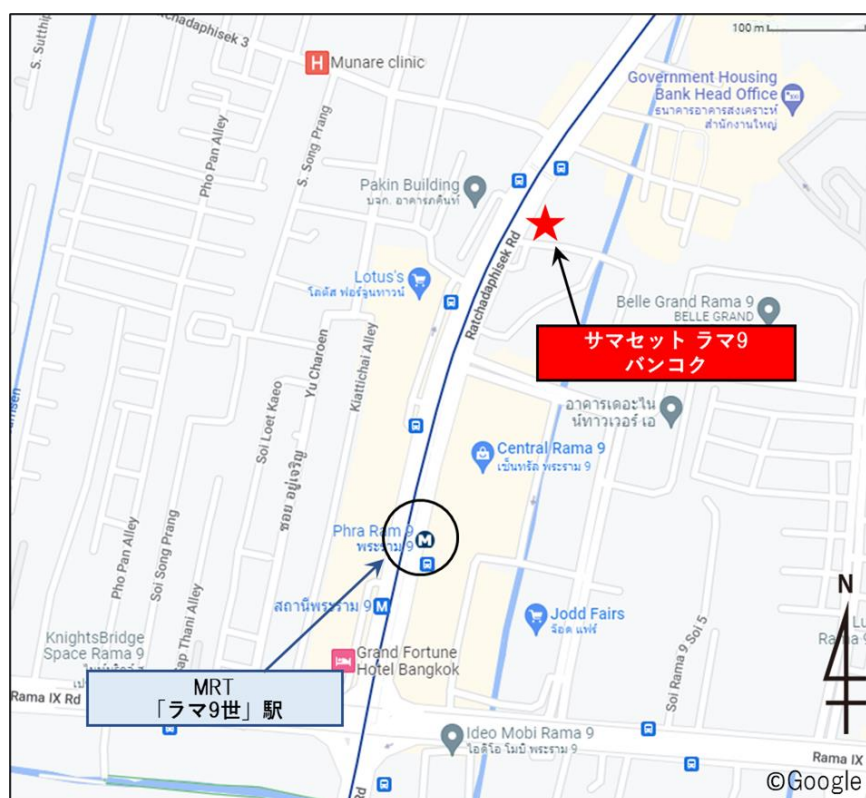 100 m
Ratchadaphisek 3
S. Sutthip
Munare clinic
Government Housing
Bank Head Office
ธนาคารอาคารสงเคราะห์
สำนักงานใหญ่
Pho Pan Alley
S. Song Prang
Pakin Building
บจก. อาคารภคินท์
Lotus's
โลตัส ฟอร์จูนทาวน์
Ratchadaphisek Rd
Belle Grand Rama 9
BELLE GRAND
サマセット ラマ9
バンコク
Yu Charoen
Kiattichai Alley
Soi Loet Kaeo
ซอย อยู่เจริญ
อาคารเดอะไน
น์ทาวเวอร์ เอ
Central Rama 9
เซ็นทรัล พระราม 9
Phra Ram 9
พระราม 9
Pho Pan Alley
Soi Song Prang
สถานีพระราม 9
Jodd Fairs
จ๊อด แฟร์
Soi Rama 9 Soi 5
N
KnightsBridge
Space Rama 9
Grand Fortune
Hotel Bangkok
MRT
「ラマ9世」駅
Rama IX Rd
Ideo Mobi Rama 9
ไอดีโอ โมบิ พระราม 9
Rama IX
©Google